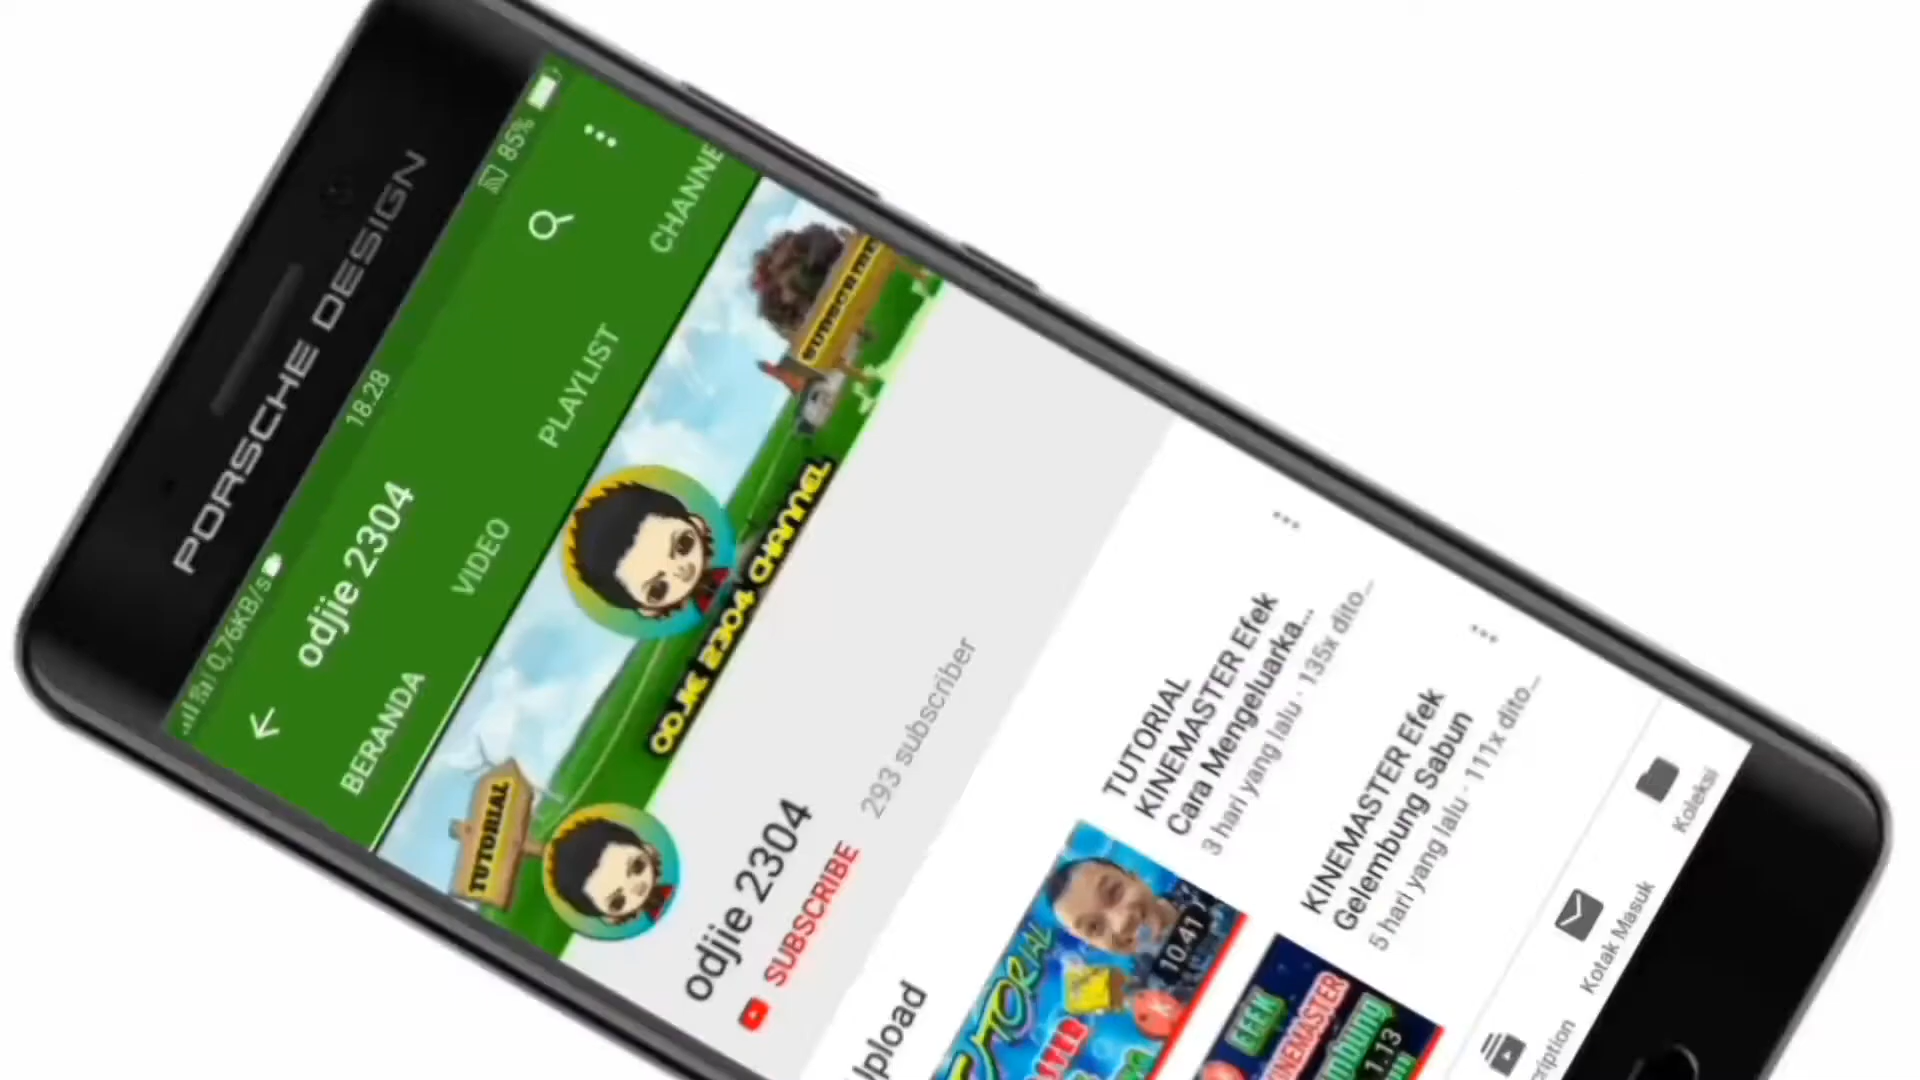 PORSCHE DESIGN
0,76KB/s
18.28
85%
odjie 2304
BERANDA
VIDEO
PLAYLIST
CHANNE
TUTORIAL
SUBSCRIBE
ODJIE 2304 CHANNEL
odjie 2304
SUBSCRIBE
293 subscriber
Upload
TUTORIAL
KINEMASTER Efek
Cara Mengeluarka...
3 hari yang lalu · 135x dito...
10.41
KINEMASTER Efek
Gelembung Sabun
5 hari yang lalu · 111x dito...
EFEK
KINEMASTER
1.13
Kotak Masuk
Koleksi